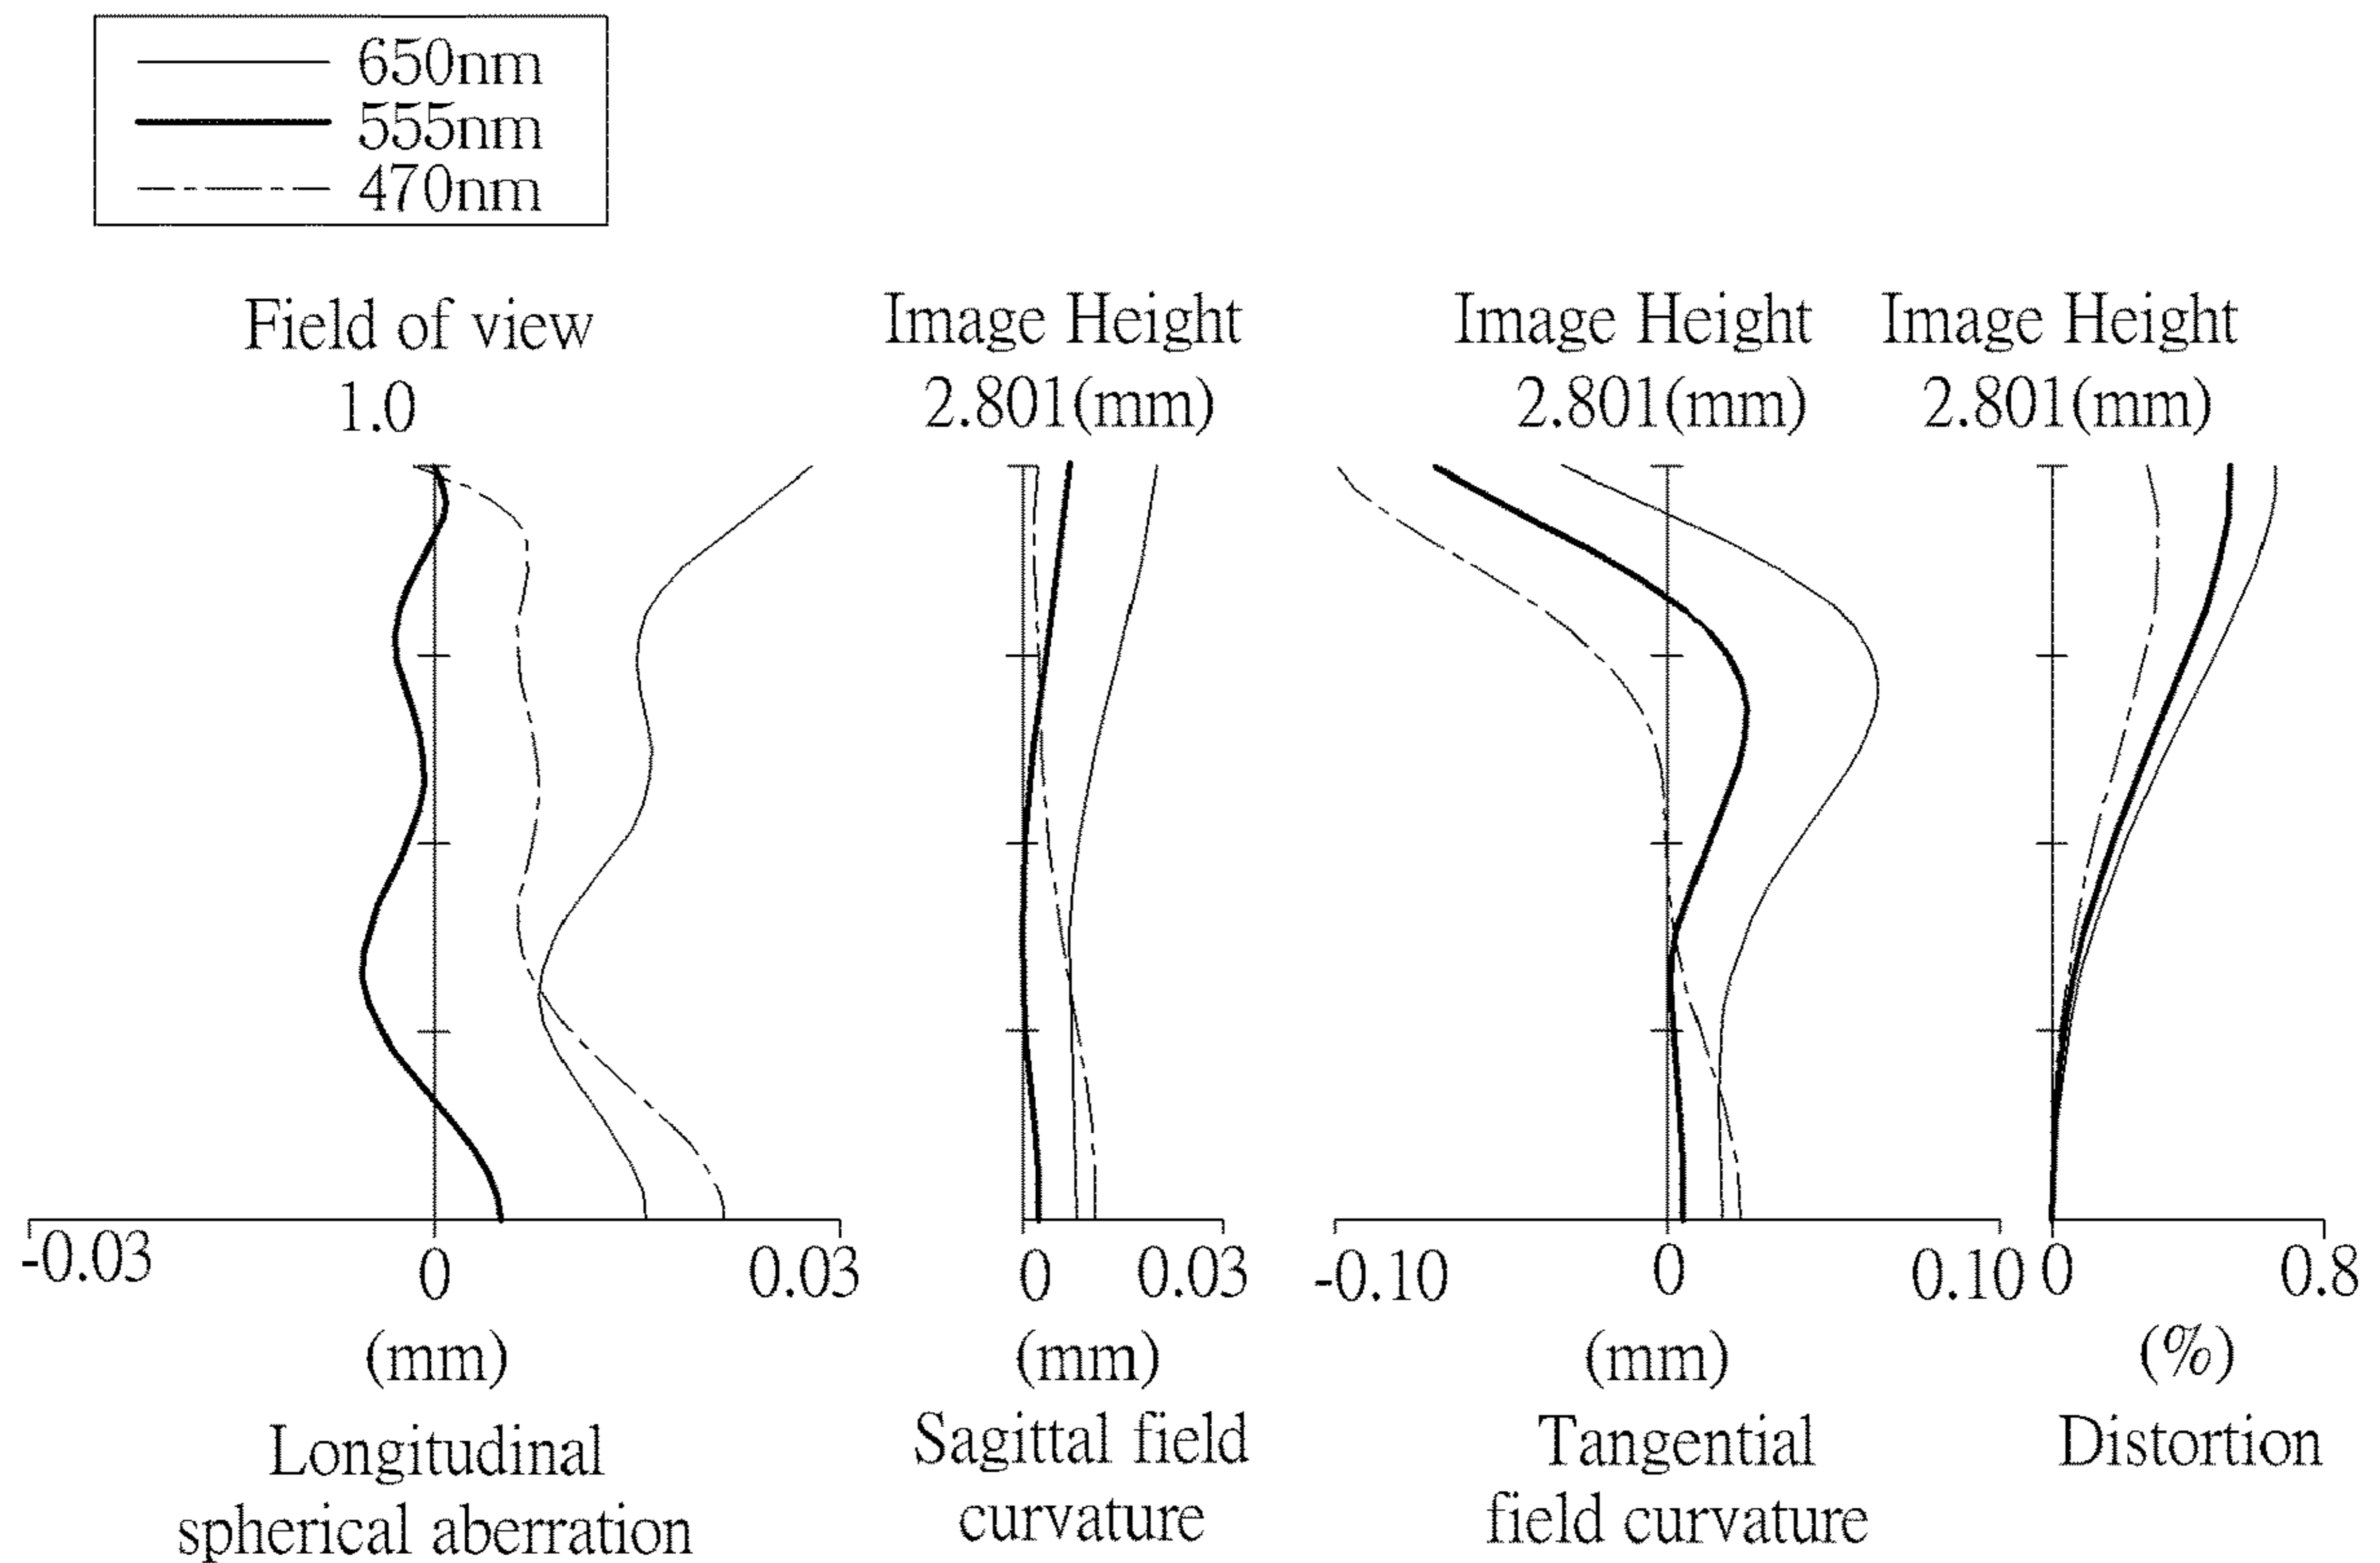 650nm
555nm
470nm
Field of view
1.0
Image Height
2.801(mm)
Image Height
2.801(mm)
Image Height
2.801(mm)
-0.03
0
0.03
(mm)
Longitudinal
spherical aberration
0
0.03
(mm)
Sagittal field
curvature
-0.10
0
0.10
(mm)
Tangential
field curvature
0
0.8
(%)
Distortion